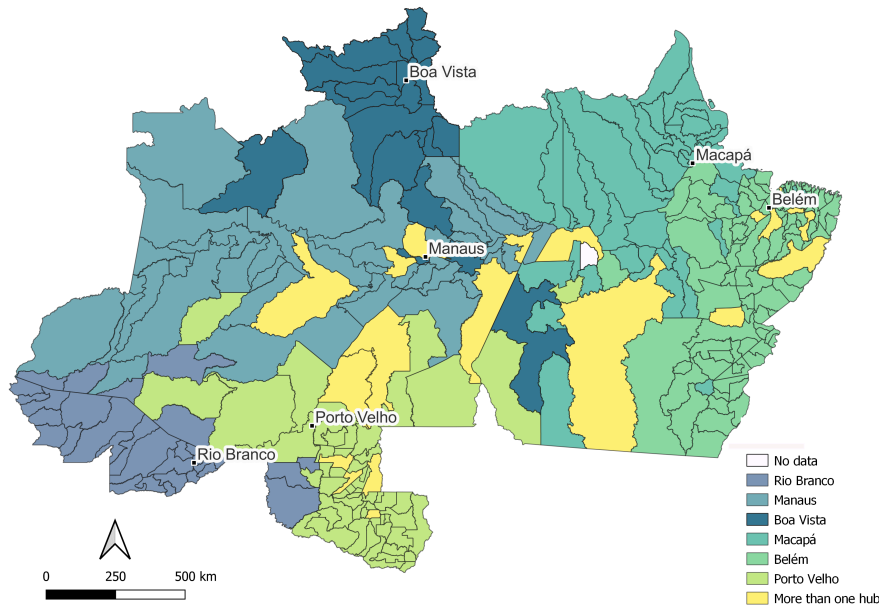 Boa Vista
Macapá
Belém
Manaus
Porto Velho
Rio Branco
No data
Rio Branco
Manaus
Boa Vista
Macapá
Belém
Porto Velho
More than one hub
0 250 500 km